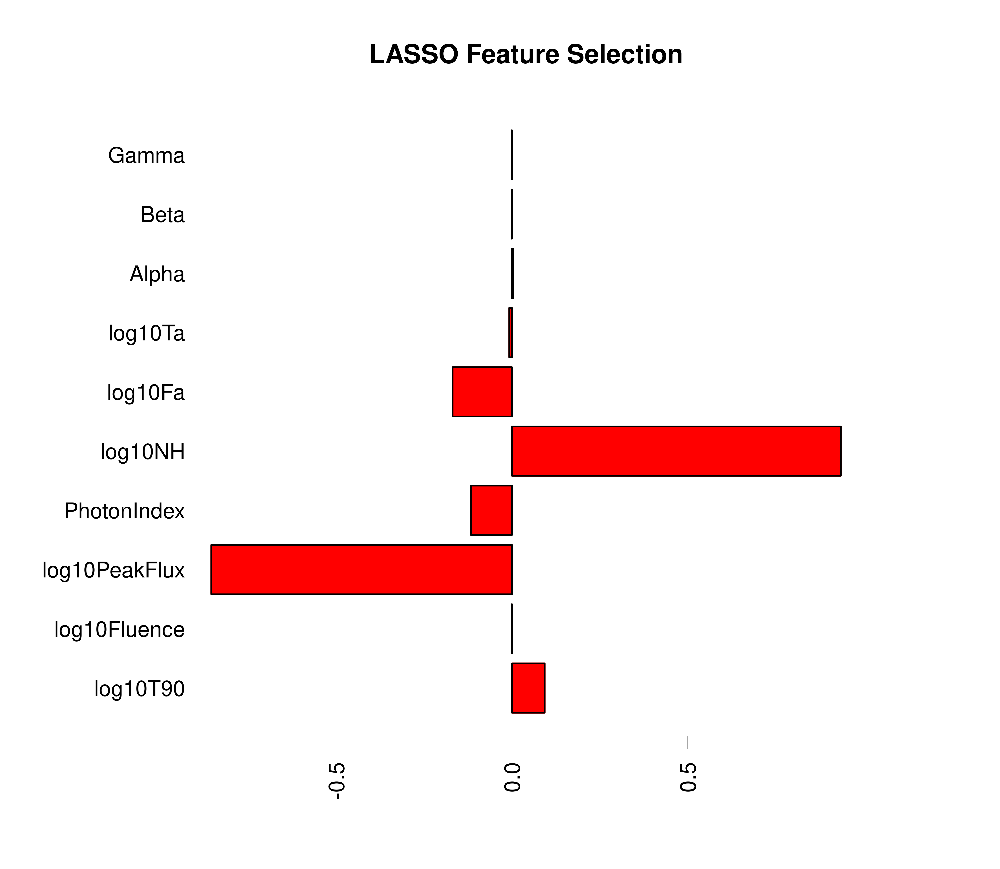 LASSO Feature Selection
Gamma
Beta
Alpha
log10Ta
log10Fa
log10NH
PhotonIndex
log10PeakFlux
log10Fluence
log10T90
-0.5
0.0
0.5